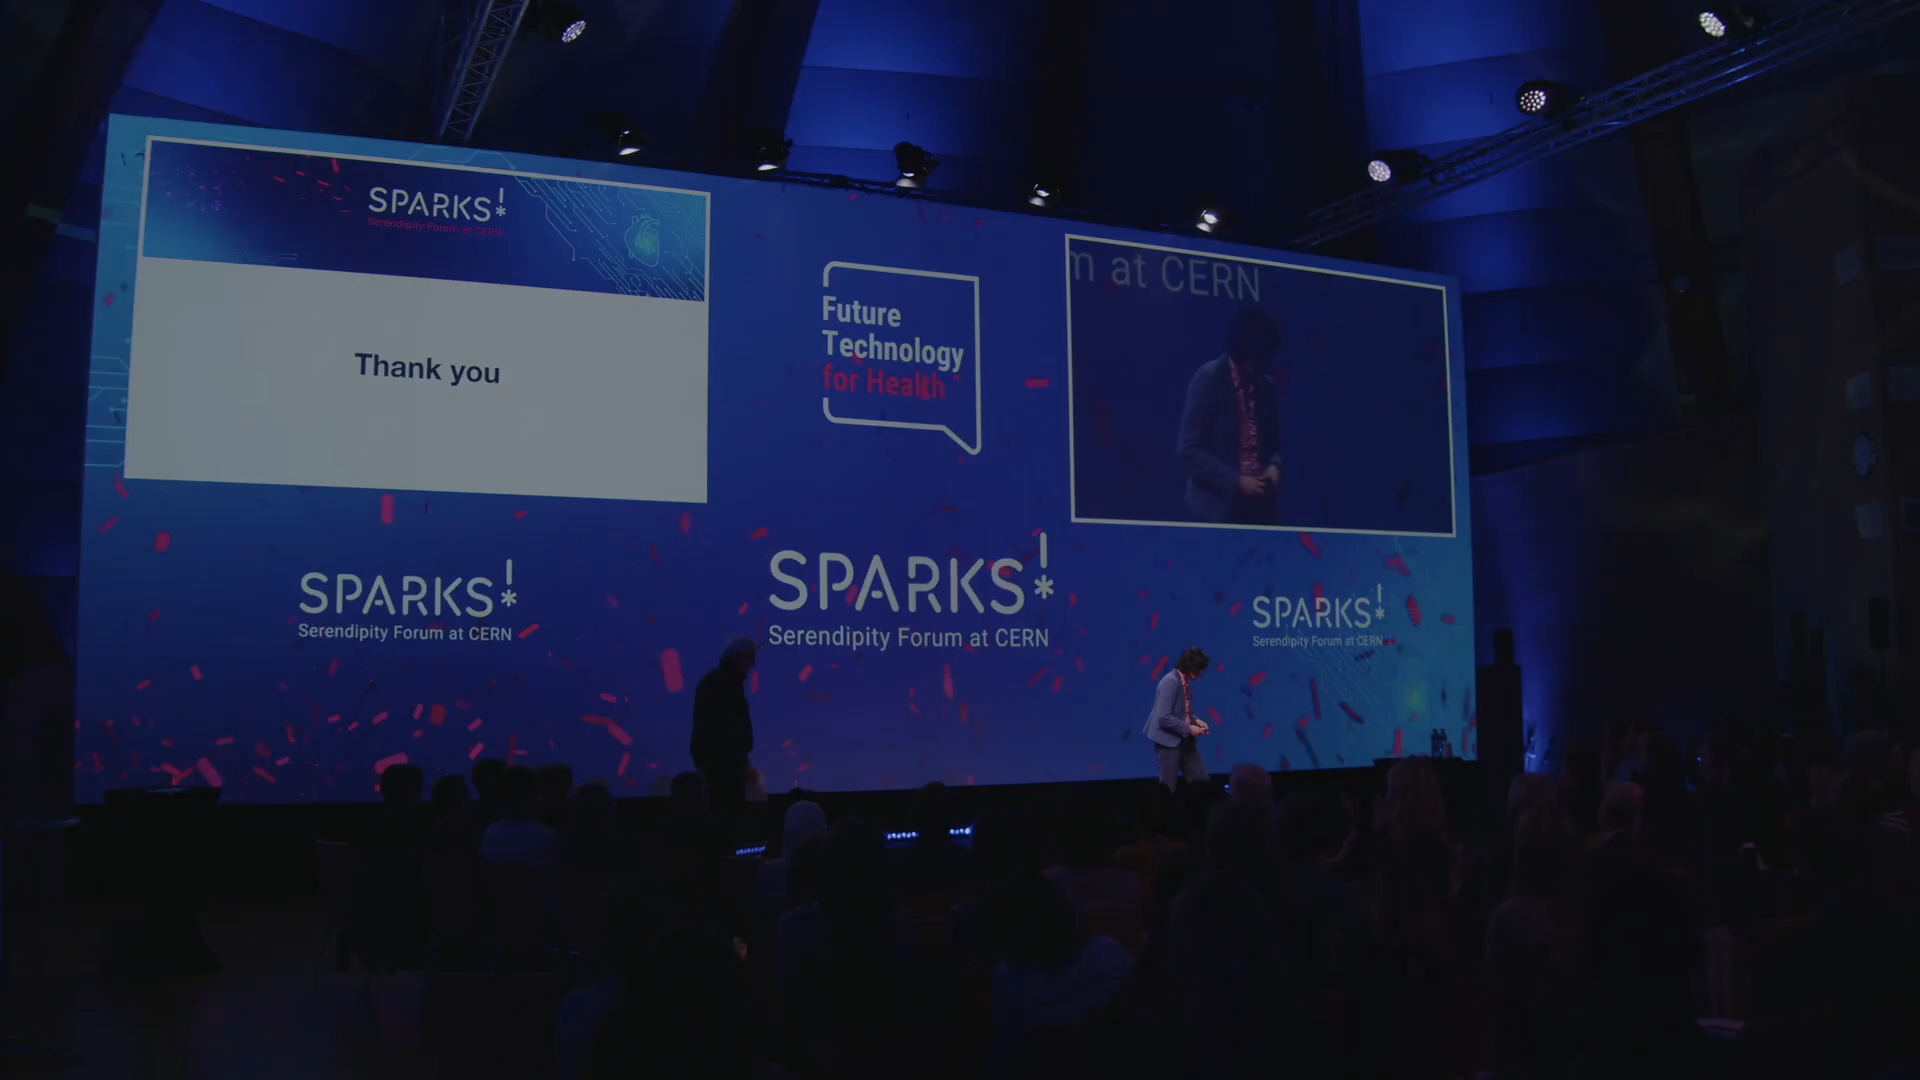 SPARKS!
Serendipity Forum at CERN
Thank you
Future
Technology
for Health
m at CERN
SPARKS!
Serendipity Forum at CERN
SPARKS!
Serendipity Forum at CERN
SPARKS!
Serendipity Forum at CERN